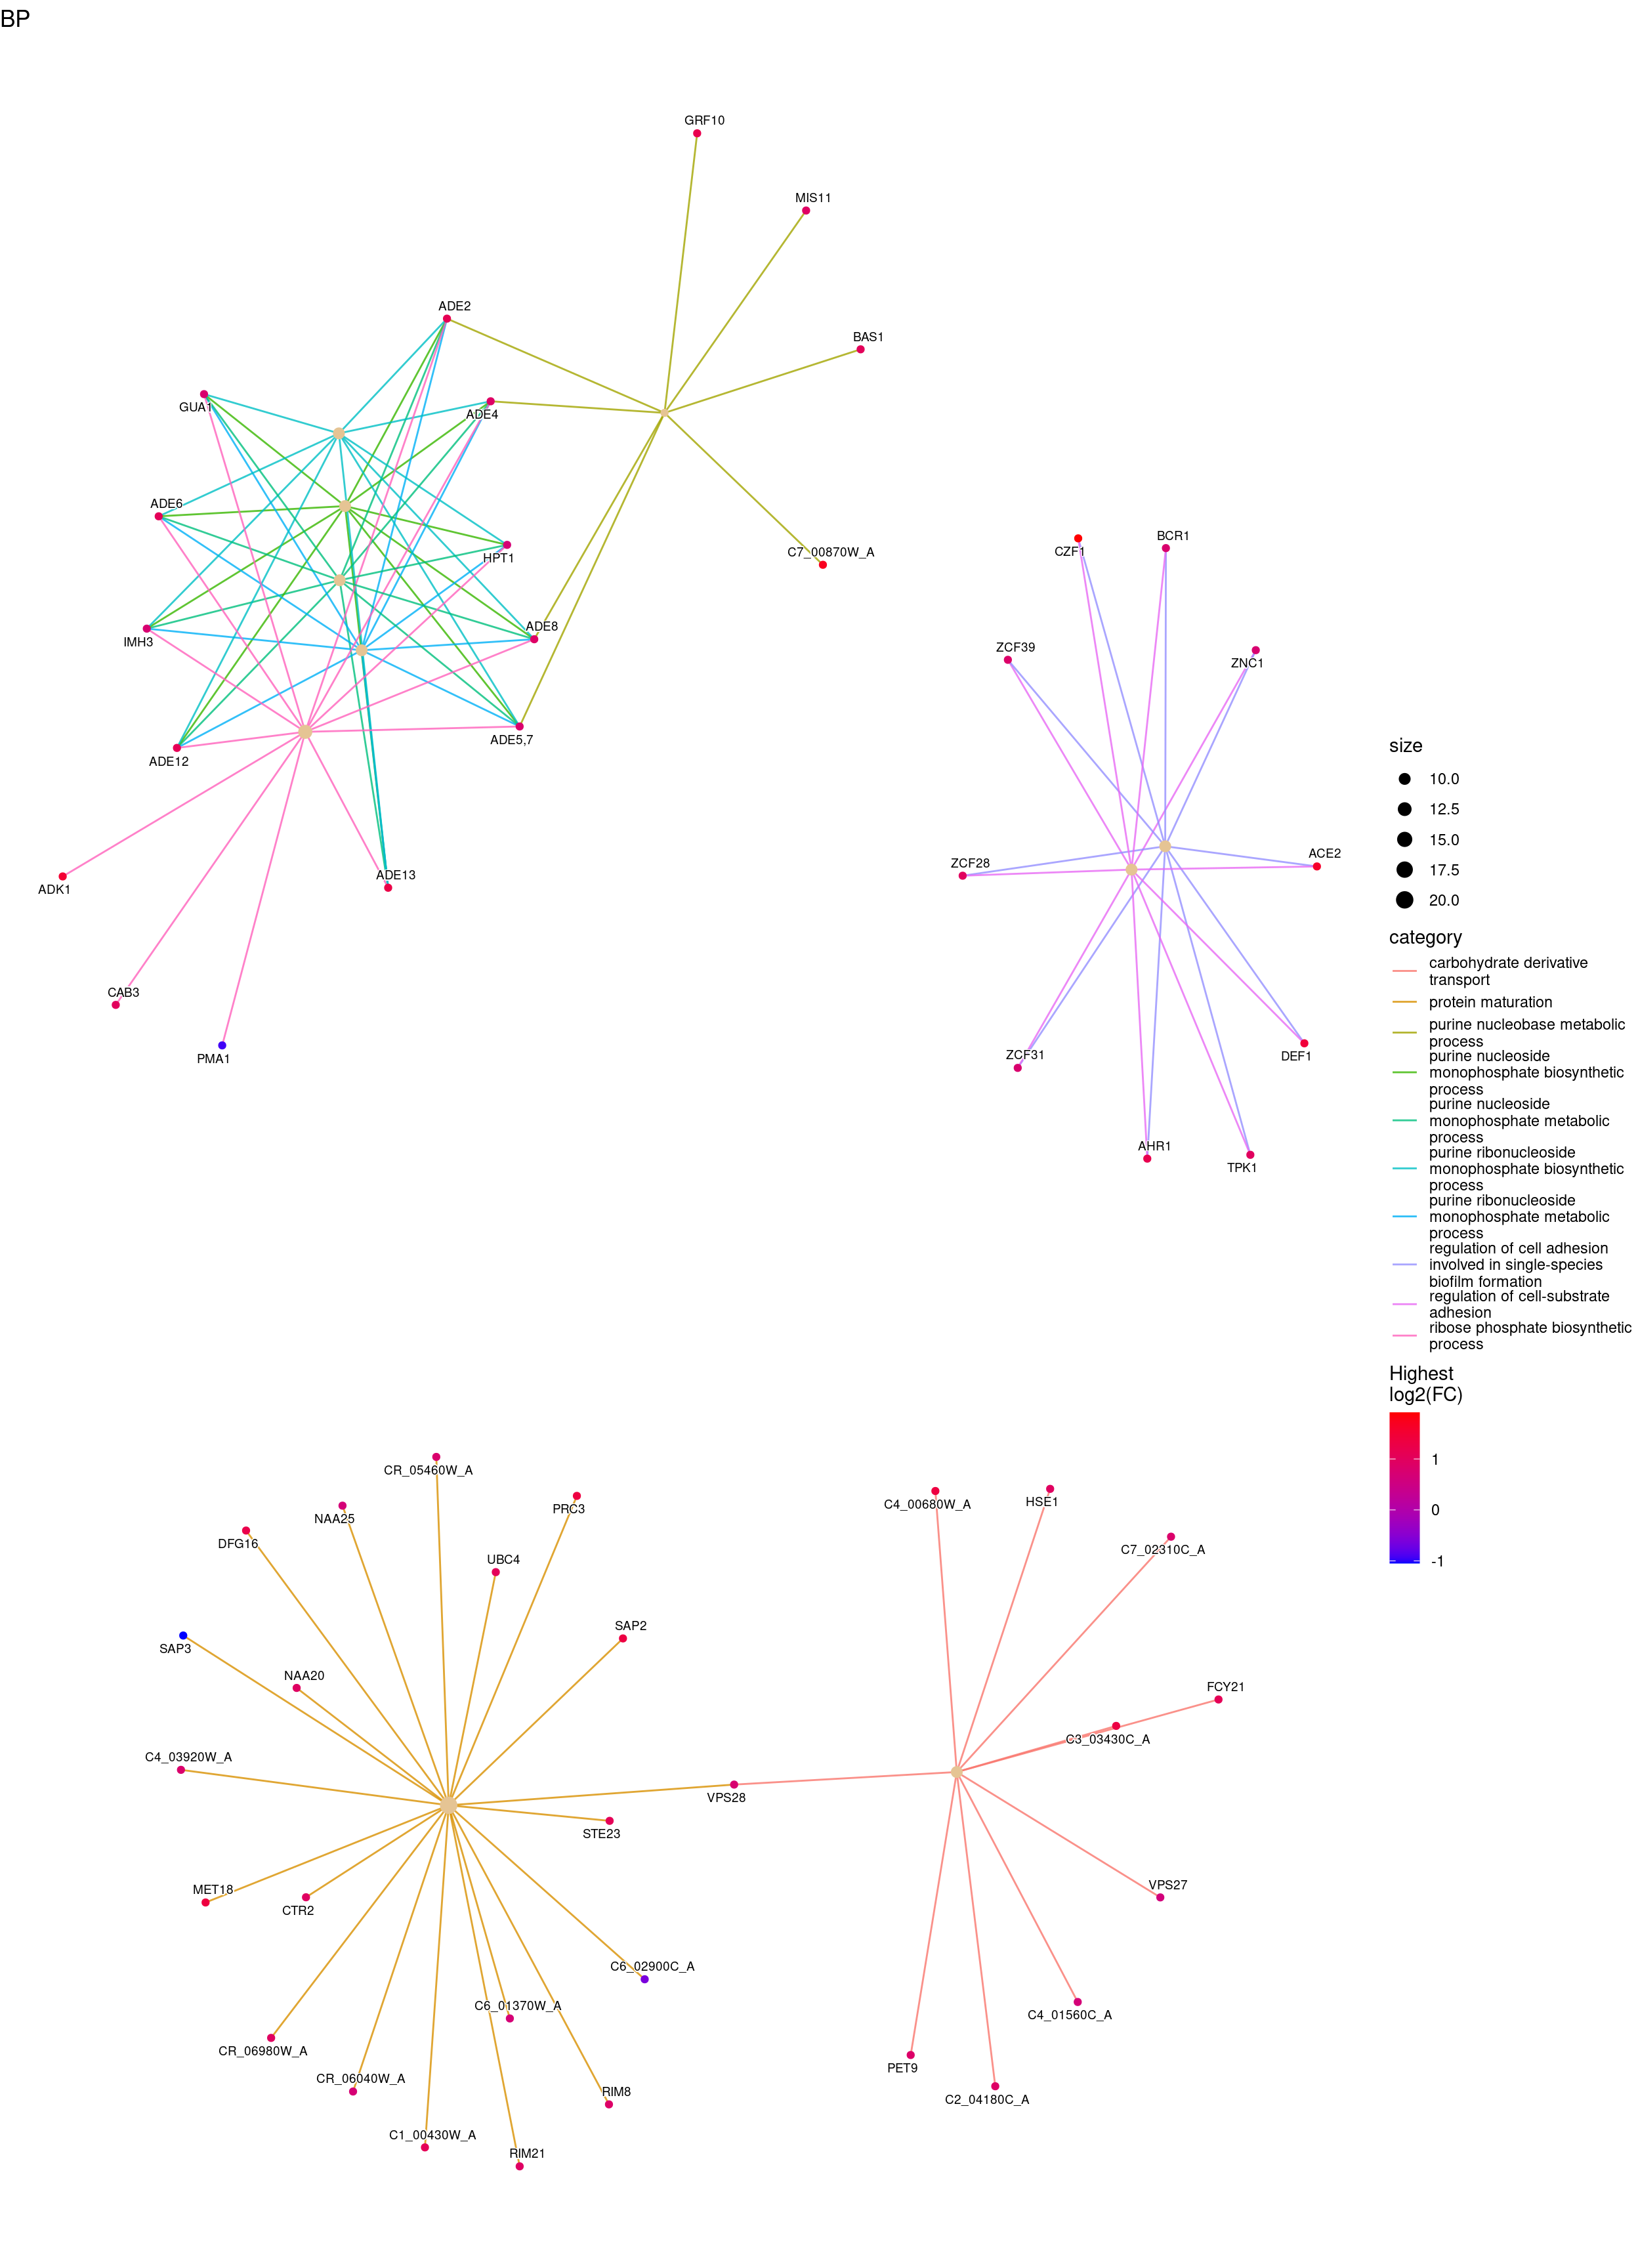 BP
GRF10
MIS11
ADE2
BAS1
GUA1
ADE4
ADE6
HPT1
C7_00870W_A
IMH3
ADE8
ADE5,7
ADE12
ADE13
ADK1
CAB3
PMA1
CZF1
BCR1
ZCF39
ZNC1
ZCF28
ACE2
ZCF31
DEF1
AHR1
TPK1
size
10.0
12.5
15.0
17.5
20.0
category
carbohydrate derivative
transport
protein maturation
purine nucleobase metabolic
process
purine nucleoside
monophosphate biosynthetic
process
purine nucleoside
monophosphate metabolic
process
purine ribonucleoside
monophosphate biosynthetic
process
purine ribonucleoside
monophosphate metabolic
process
regulation of cell adhesion
involved in single-species
biofilm formation
regulation of cell-substrate
adhesion
ribose phosphate biosynthetic
process
Highest
log2(FC)
1
0
-1
CR_05460W_A
NAA25
PRC3
DFG16
UBC4
SAP2
SAP3
NAA20
C4_03920W_A
VPS28
STE23
MET18
CTR2
C6_02900C_A
C6_01370W_A
CR_06980W_A
CR_06040W_A
RIM8
C1_00430W_A
RIM21
C4_00680W_A
HSE1
C7_02310C_A
FCY21
C3_03430C_A
VPS27
C4_01560C_A
PET9
C2_04180C_A